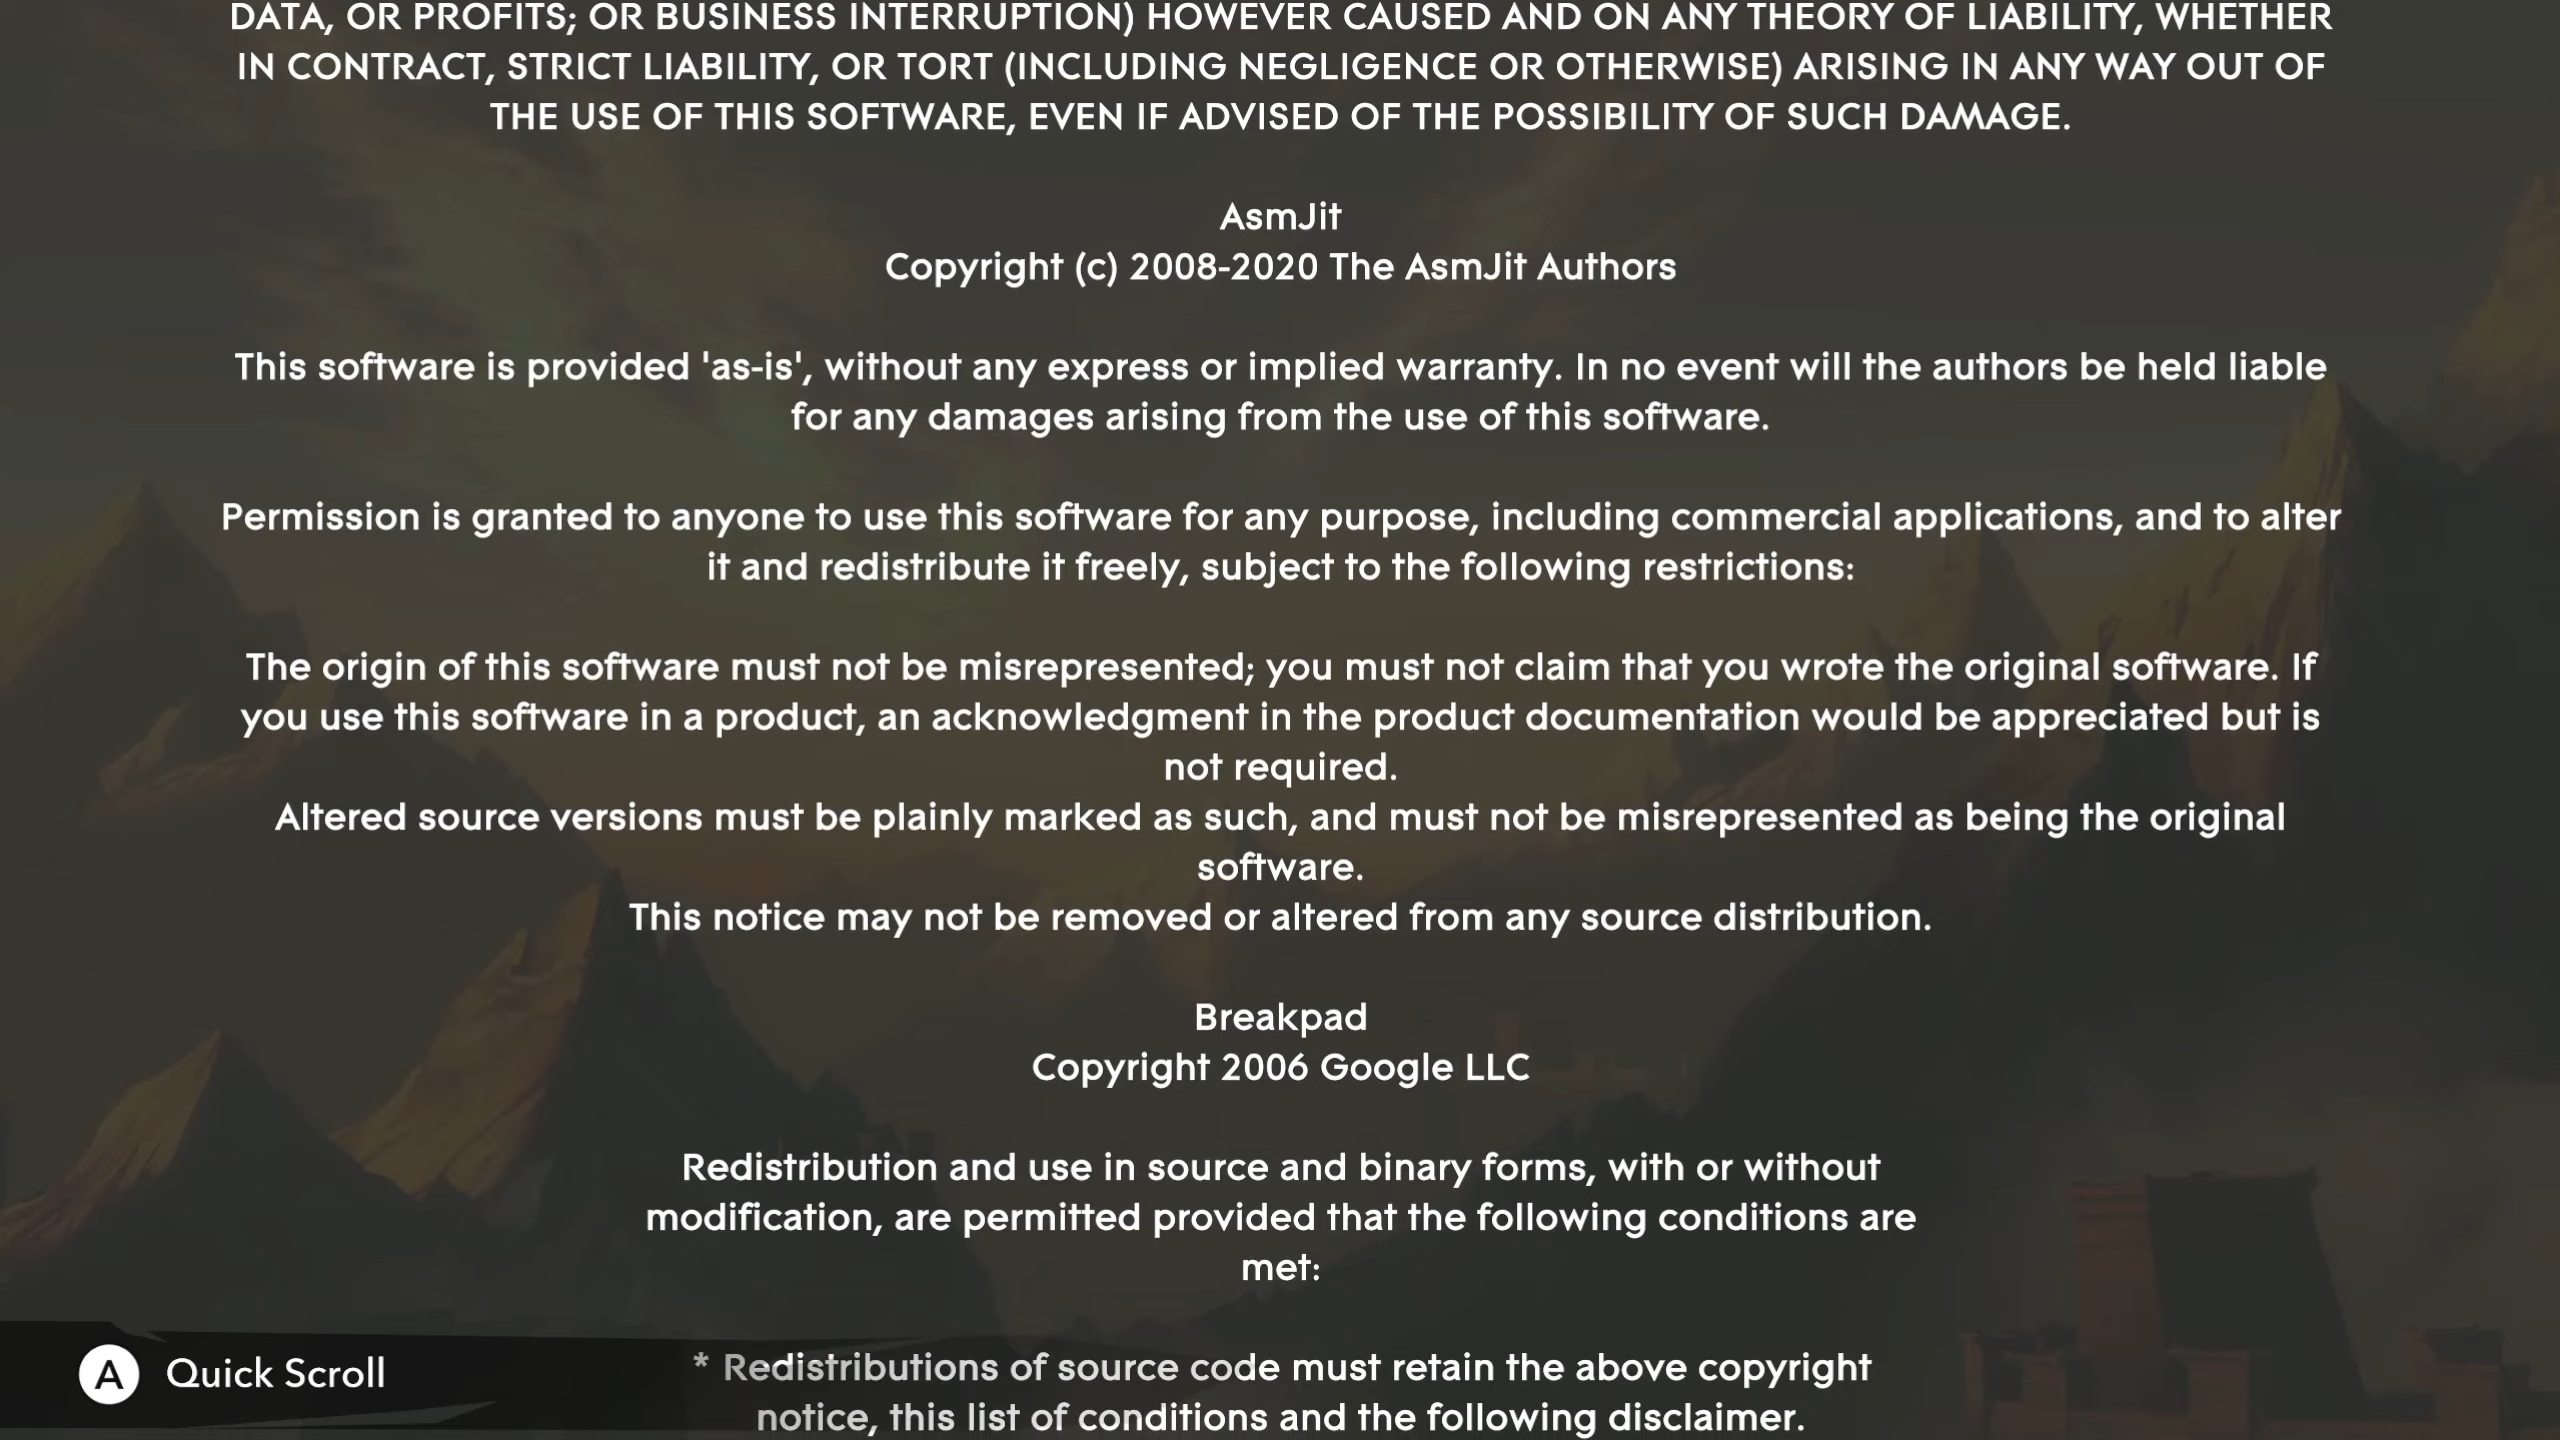 DATA, OR PROFITS; OR BUSINESS INTERRUPTION) HOWEVER CAUSED AND ON ANY THEORY OF LIABILITY, WHETHER
IN CONTRACT, STRICT LIABILITY, OR TORT (INCLUDING NEGLIGENCE OR OTHERWISE) ARISING IN ANY WAY OUT OF
THE USE OF THIS SOFTWARE, EVEN IF ADVISED OF THE POSSIBILITY OF SUCH DAMAGE.
AsmJit
Copyright (c) 2008-2020 The AsmJit Authors
This software is provided 'as-is', without any express or implied warranty. In no event will the authors be held liable
for any damages arising from the use of this software.
Permission is granted to anyone to use this software for any purpose, including commercial applications, and to alter
it and redistribute it freely, subject to the following restrictions:
The origin of this software must not be misrepresented; you must not claim that you wrote the original software. If
you use this software in a product, an acknowledgment in the product documentation would be appreciated but is
not required.
Altered source versions must be plainly marked as such, and must not be misrepresented as being the original
software.
This notice may not be removed or altered from any source distribution.
Breakpad
Copyright 2006 Google LLC
Redistribution and use in source and binary forms, with or without
modification, are permitted provided that the following conditions are
met:
* Redistributions of source code must retain the above copyright
notice, this list of conditions and the following disclaimer.
A Quick Scroll